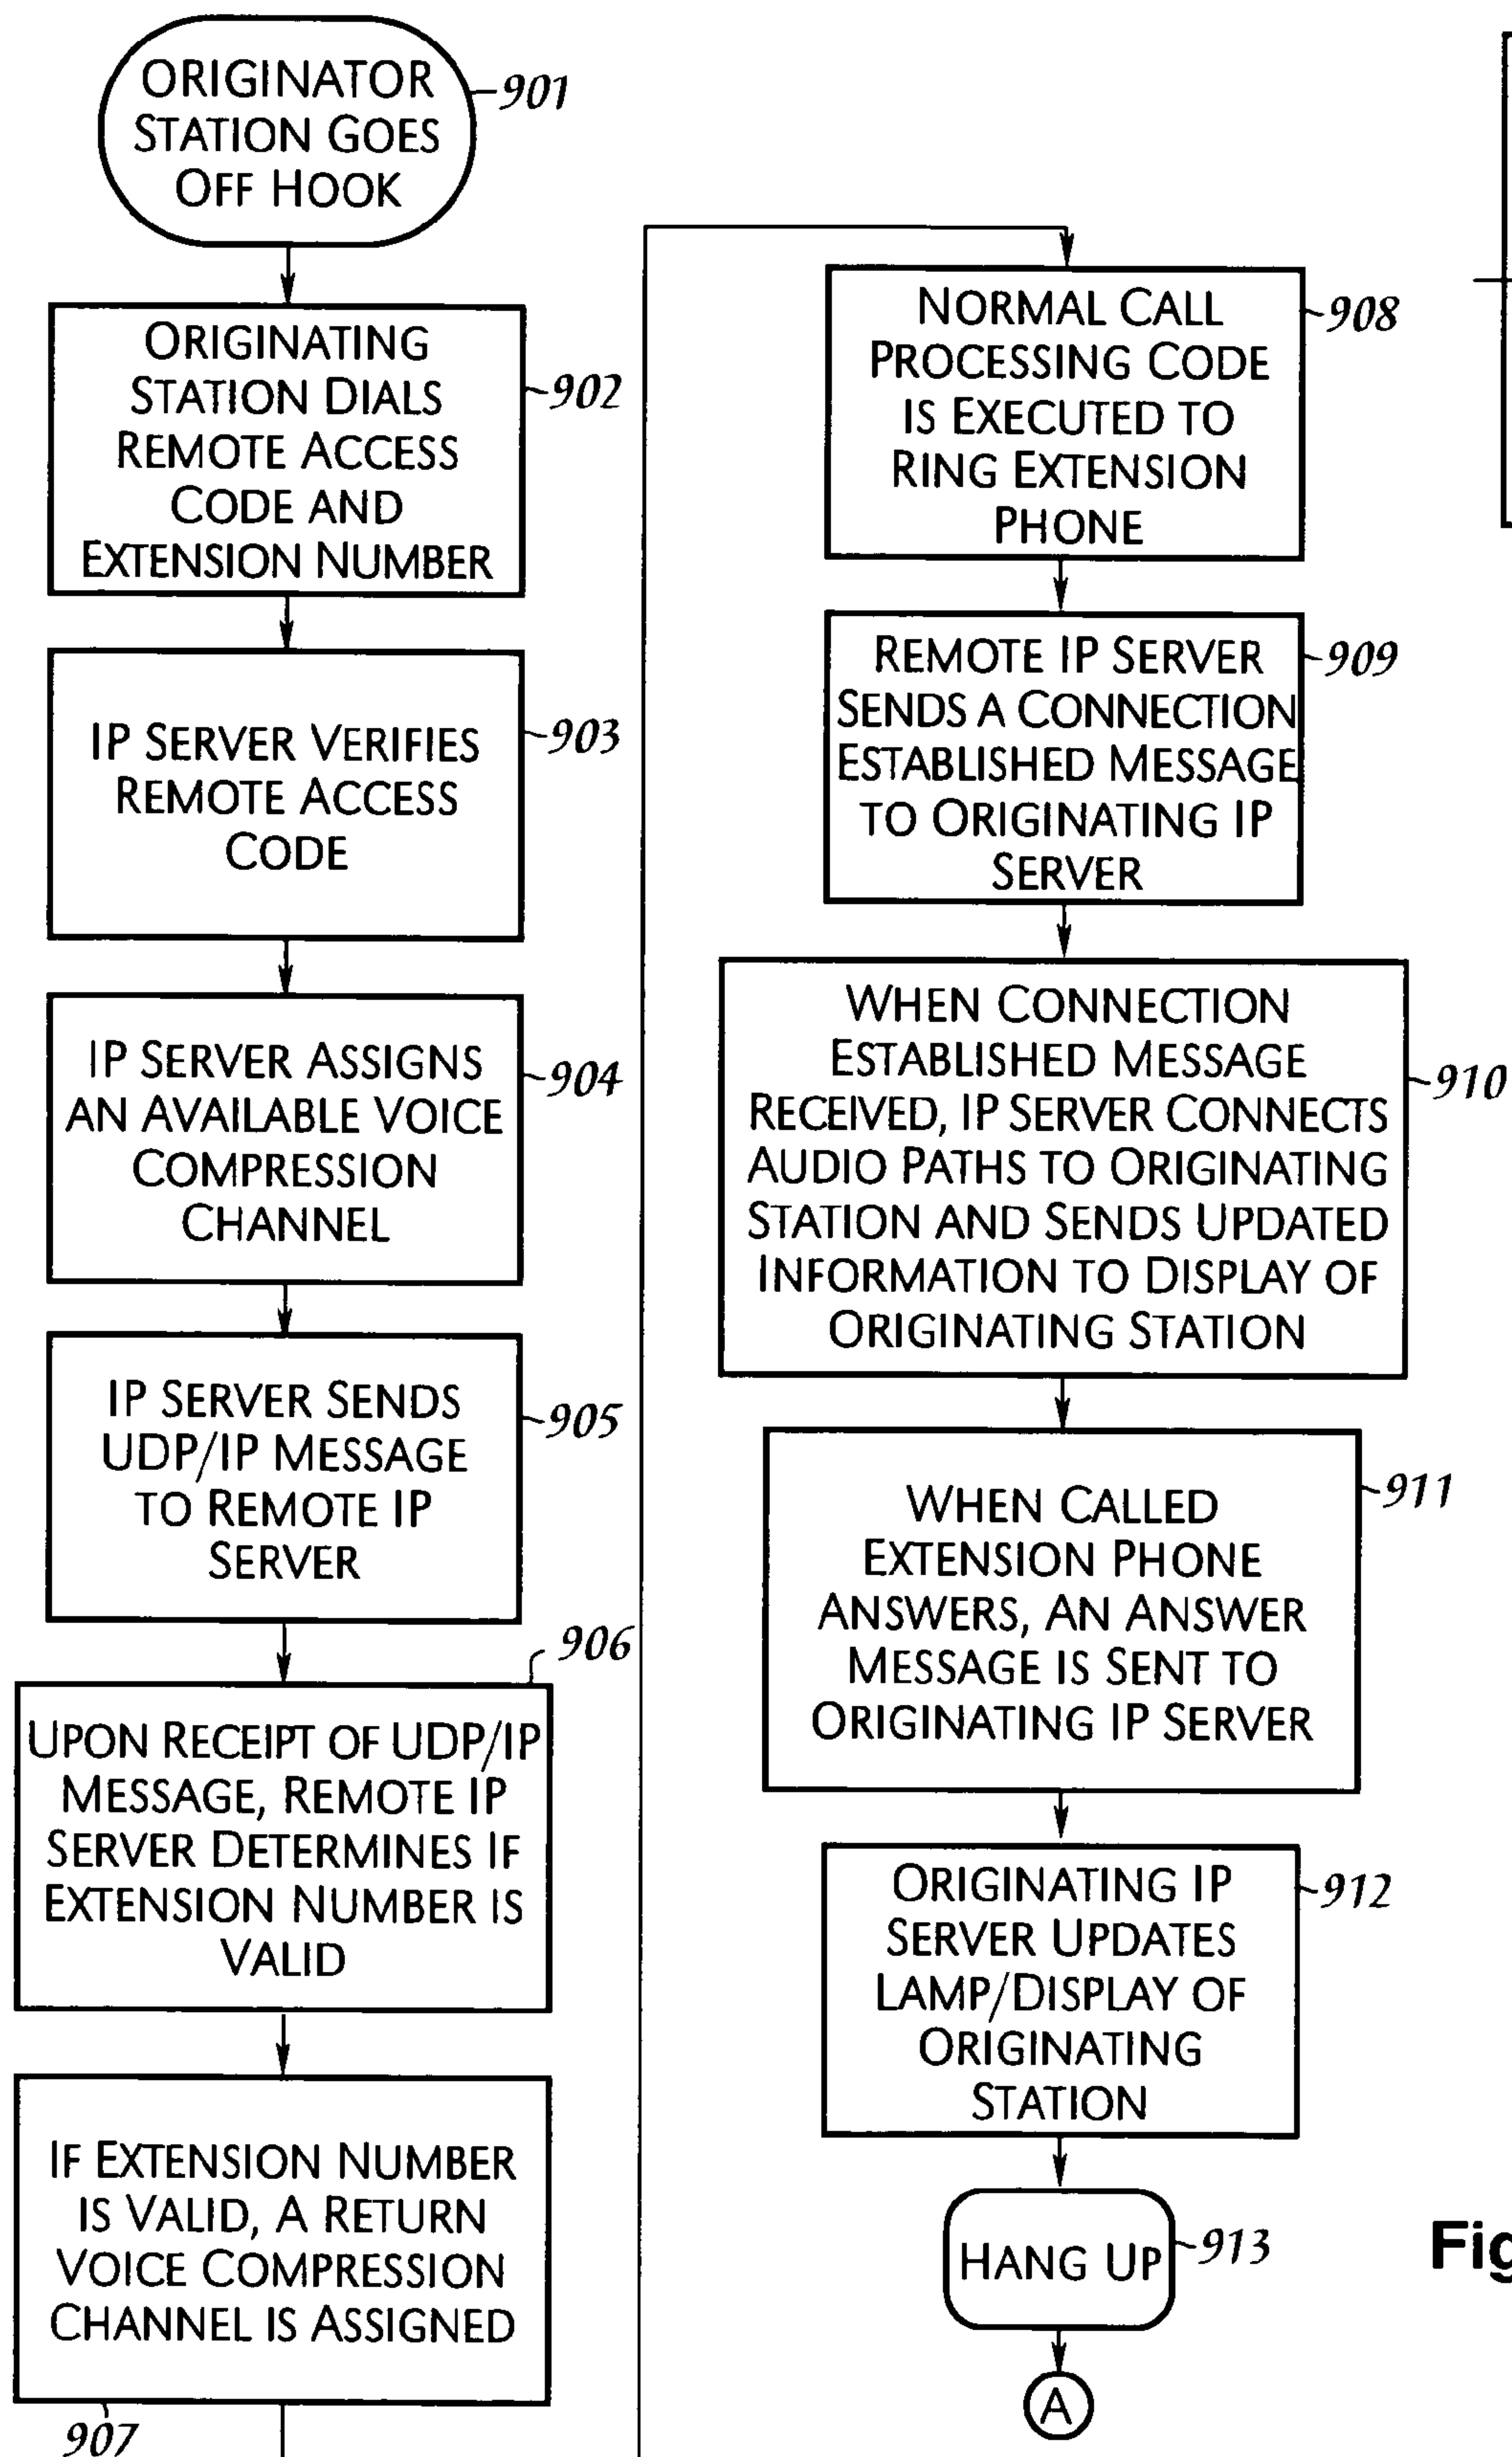 ORIGINATOR
STATION GOES
OFF HOOK
901
ORIGINATING
STATION DIALS
REMOTE ACCESS
CODE AND
EXTENSION NUMBER
902
IP SERVER VERIFIES
REMOTE ACCESS
CODE
903
IP SERVER ASSIGNS
AN AVAILABLE VOICE
COMPRESSION
CHANNEL
904
IP SERVER SENDS
UDP/IP MESSAGE
TO REMOTE IP
SERVER
905
906
UPON RECEIPT OF UDP/IP
MESSAGE, REMOTE IP
SERVER DETERMINES IF
EXTENSION NUMBER IS
VALID
IF EXTENSION NUMBER
IS VALID, A RETURN
VOICE COMPRESSION
CHANNEL IS ASSIGNED
907
NORMAL CALL
PROCESSING CODE
IS EXECUTED TO
RING EXTENSION
PHONE
908
REMOTE IP SERVER
SENDS A CONNECTION
ESTABLISHED MESSAGE
TO ORIGINATING IP
SERVER
909
WHEN CONNECTION
ESTABLISHED MESSAGE
RECEIVED, IP SERVER CONNECTS
AUDIO PATHS TO ORIGINATING
STATION AND SENDS UPDATED
INFORMATION TO DISPLAY OF
ORIGINATING STATION
910
WHEN CALLED
EXTENSION PHONE
ANSWERS, AN ANSWER
MESSAGE IS SENT TO
ORIGINATING IP SERVER
911
ORIGINATING IP
SERVER UPDATES
LAMP/DISPLAY OF
ORIGINATING
STATION
912
HANG UP
913
A
Fig